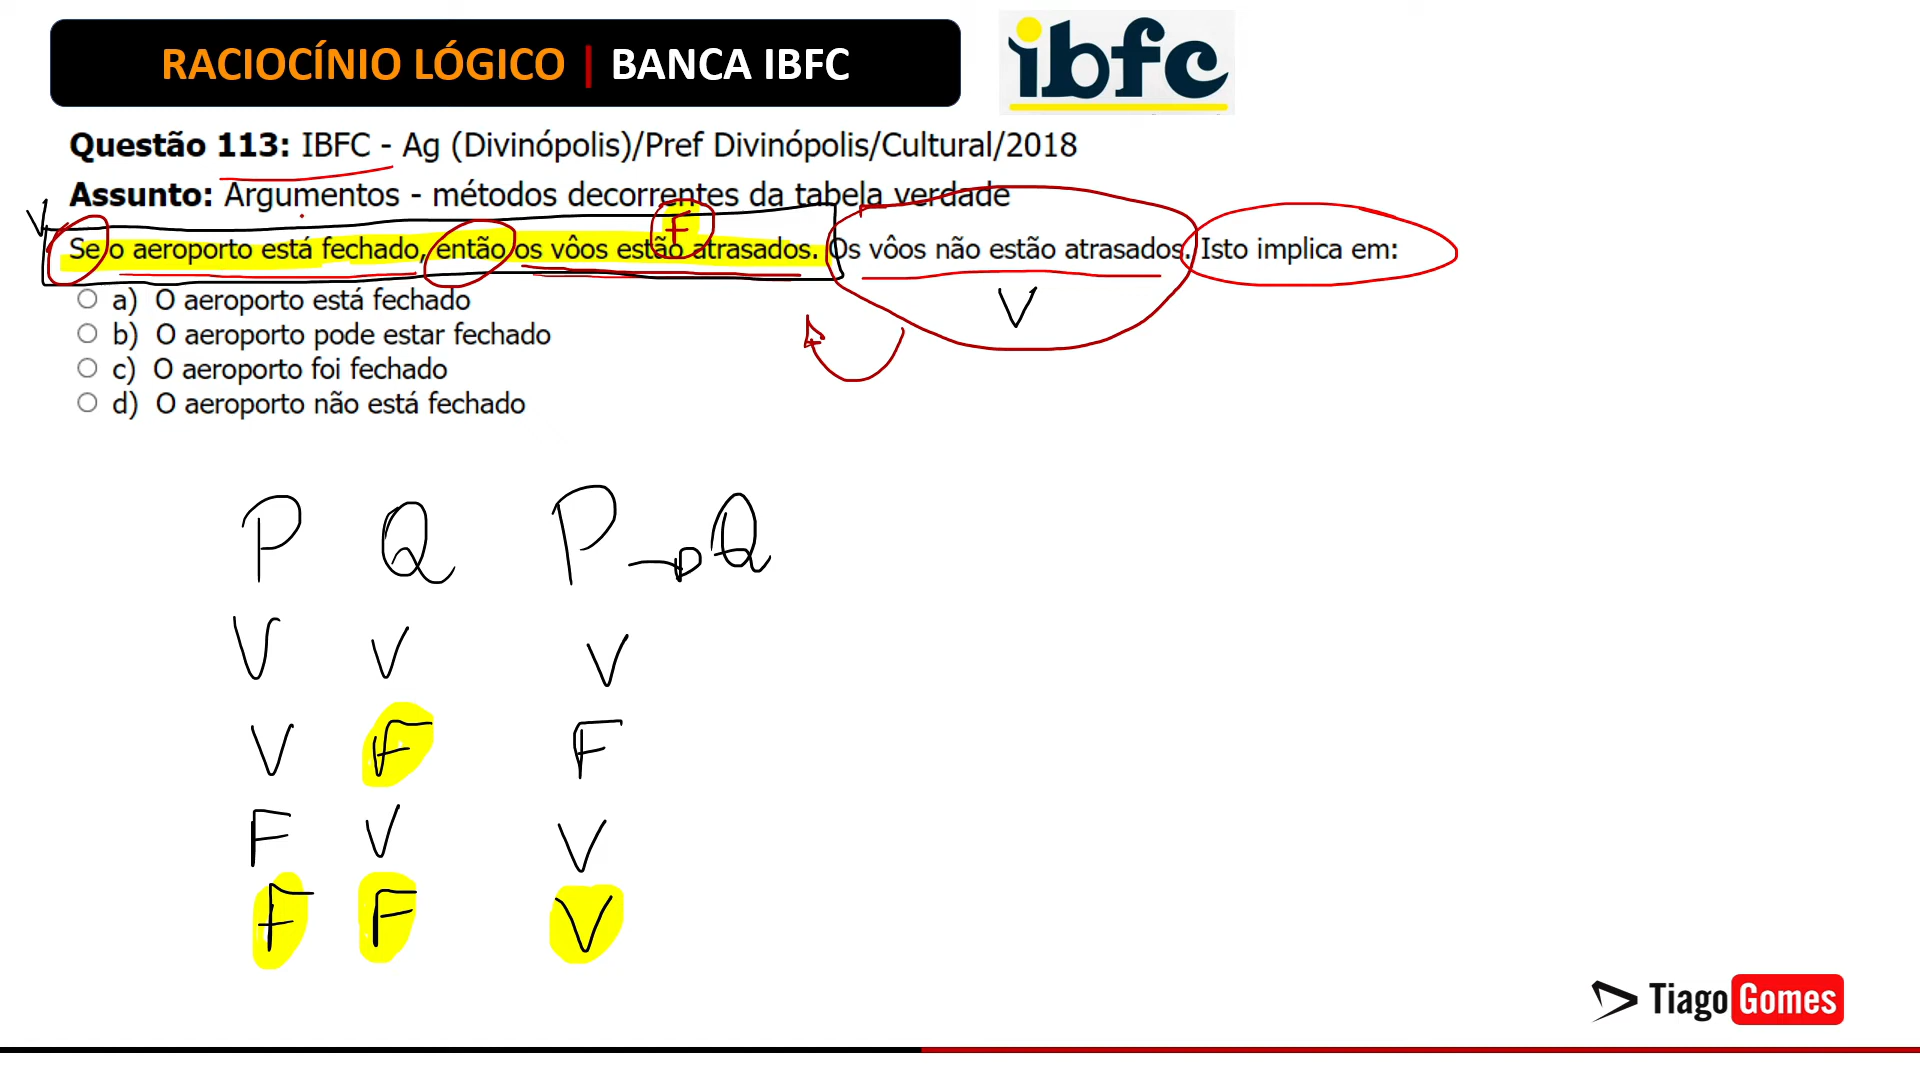 RACIOCÍNIO LÓGICO | BANCA IBFC
ibfc
Questão 113: IBFC - Ag (Divinópolis)/Pref Divinópolis/Cultural/2018
Assunto: Argumentos - métodos decorrentes da tabela verdade
V
F
Se o aeroporto está fechado, então os vôos estão atrasados. Os vôos não estão atrasados. Isto implica em:
V
a) O aeroporto está fechado
b) O aeroporto pode estar fechado
c) O aeroporto foi fechado
d) O aeroporto não está fechado
P Q P → Q
V V V
V F F
F V V
F F V
Tiago Gomes